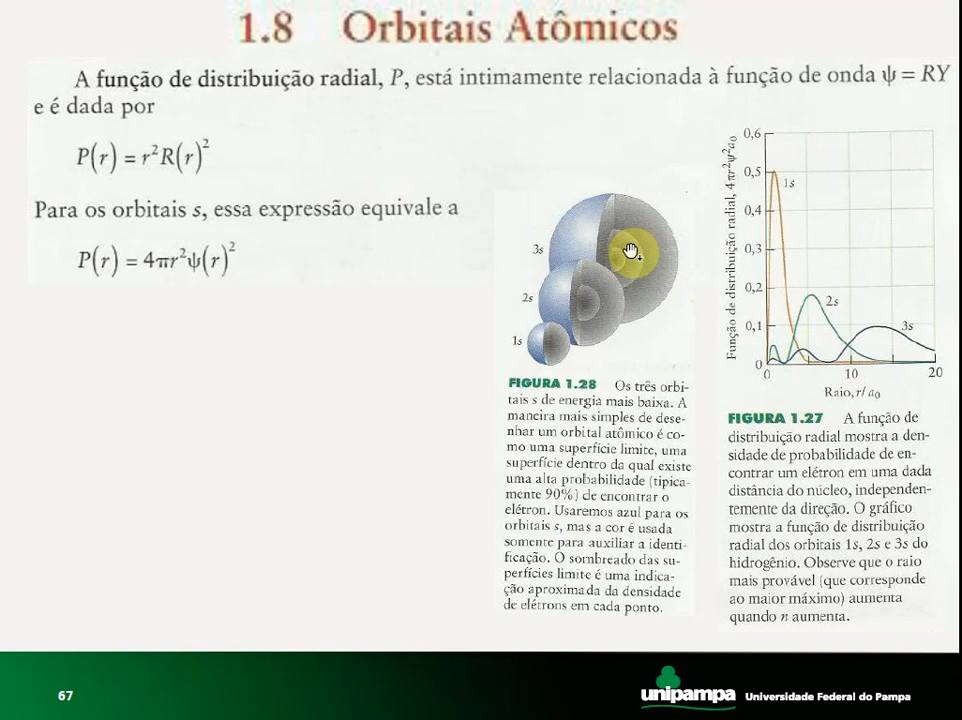 1.8 Orbitais Atômicos
A função de distribuição radial, P, está intimamente relacionada à função de onda ψ = RY
e é dada por
P(r) = r²R(r)²
Para os orbitais s, essa expressão equivale a
P(r) = 4πr²ψ(r)²
3s
2s
1s
FIGURA 1.28 Os três orbi-
tais s de energia mais baixa. A
maneira mais simples de dese-
nhar um orbital atômico é co-
mo uma superfície limite, uma
superfície dentro da qual existe
uma alta probabilidade (tipica-
mente 90%) de encontrar o
elétron. Usaremos azul para os
orbitais s, mas a cor é usada
somente para auxiliar a identi-
ficação. O sombreado das su-
perfícies limite é uma indica-
ção aproximada da densidade
de elétrons em cada ponto.
Função de distribuição radial, 4πr²ψ²a₀
0,6
0,5
0,4
0,3
0,2
0,1
0
1s
2s
3s
0 10 20
Raio, r/a₀
FIGURA 1.27 A função de
distribuição radial mostra a den-
sidade de probabilidade de en-
contrar um elétron em uma dada
distância do núcleo, independen-
temente da direção. O gráfico
mostra a função de distribuição
radial dos orbitais 1s, 2s e 3s do
hidrogênio. Observe que o raio
mais provável (que corresponde
ao maior máximo) aumenta
quando n aumenta.
67
unipampa Universidade Federal do Pampa